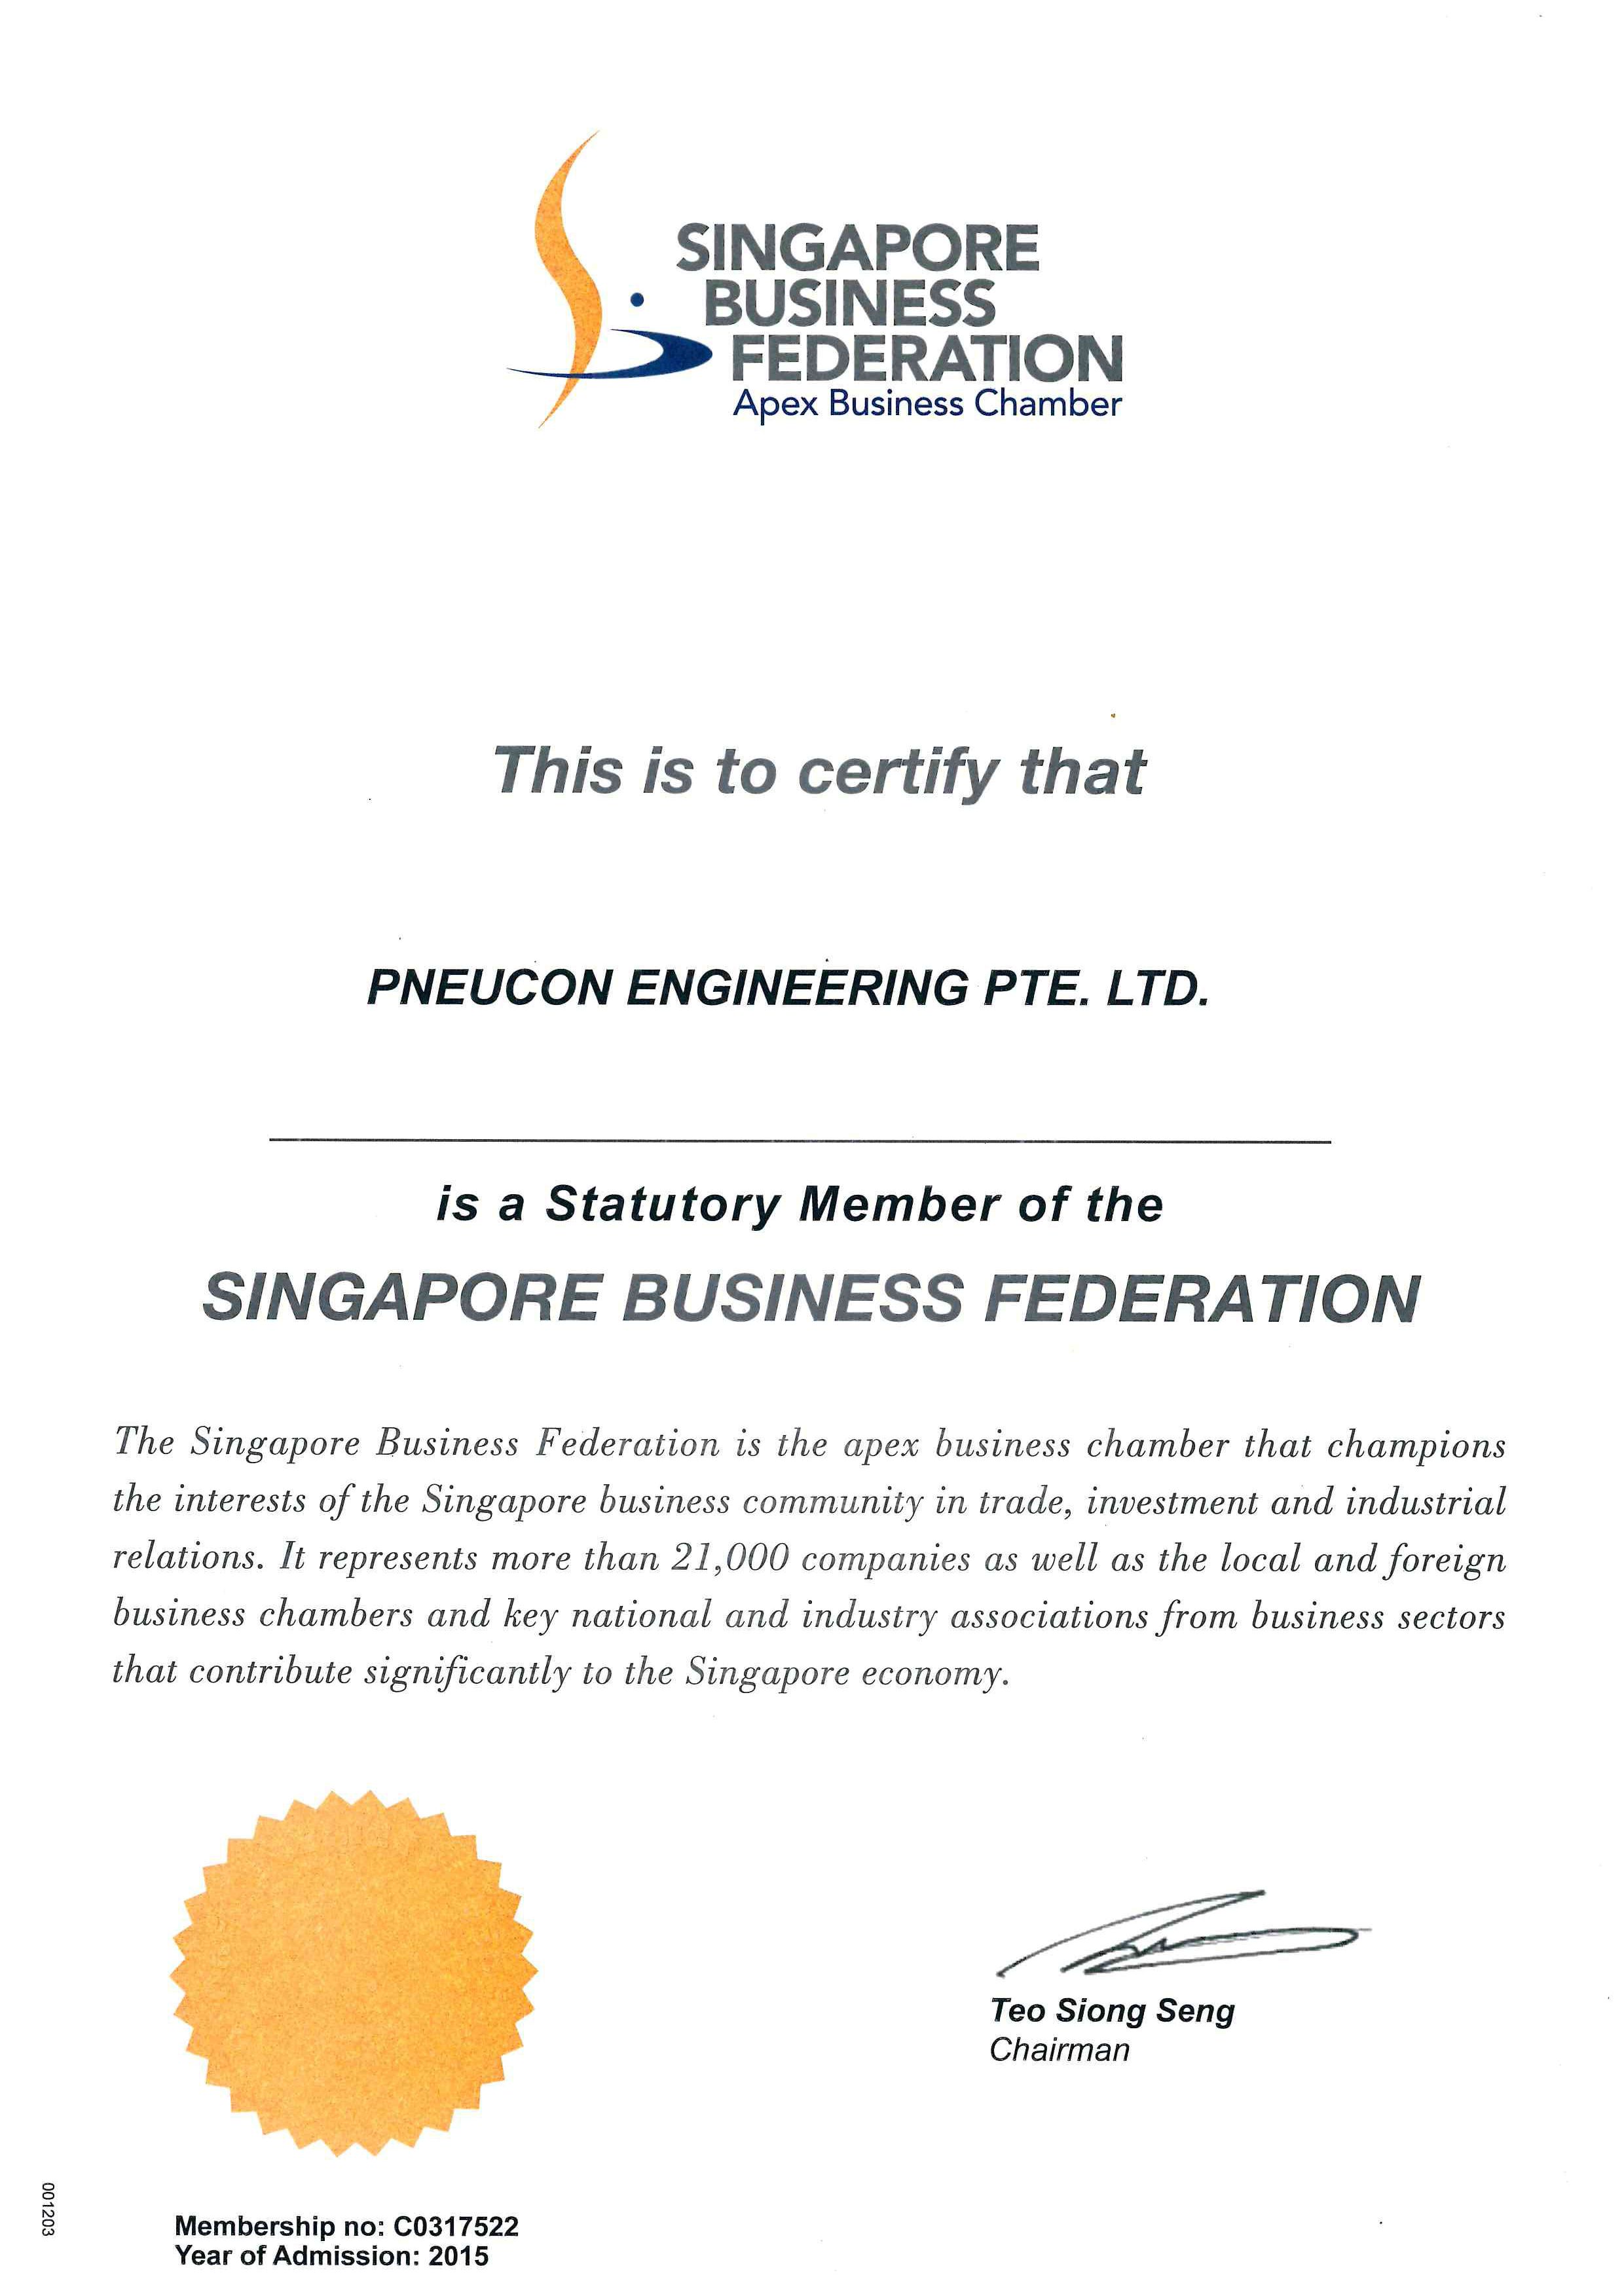 SINGAPORE
BUSINESS
FEDERATION
Apex Business Chamber
This is to certify that
PNEUCON ENGINEERING PTE. LTD.
is a Statutory Member of the
SINGAPORE BUSINESS FEDERATION
The Singapore Business Federation is the apex business chamber that champions
the interests of the Singapore business community in trade, investment and industrial
relations. It represents more than 21,000 companies as well as the local and foreign
business chambers and key national and industry associations from business sectors
that contribute significantly to the Singapore economy.
Teo Siong Seng
Chairman
001203
Membership no: C0317522
Year of Admission: 2015